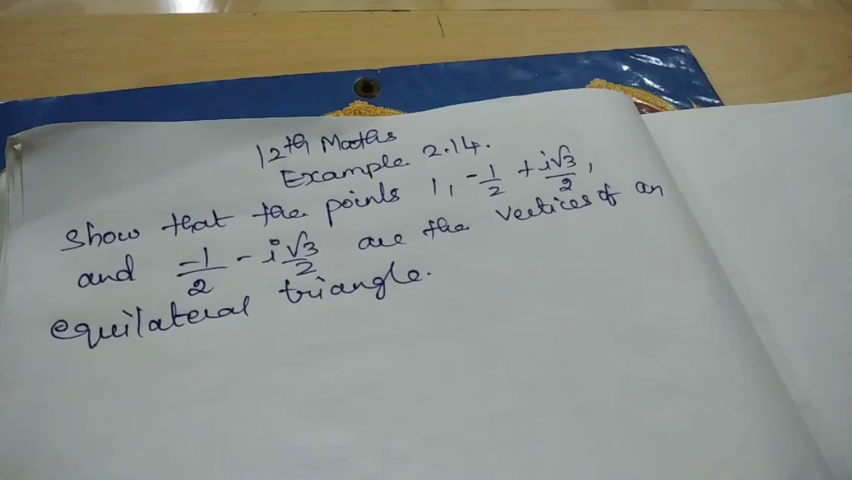 12th Maths
Example 2.14.
Show that the points 1, -1/2 + i√3/2,
and -1/2 - i√3/2 are the vertices of an
equilateral triangle.